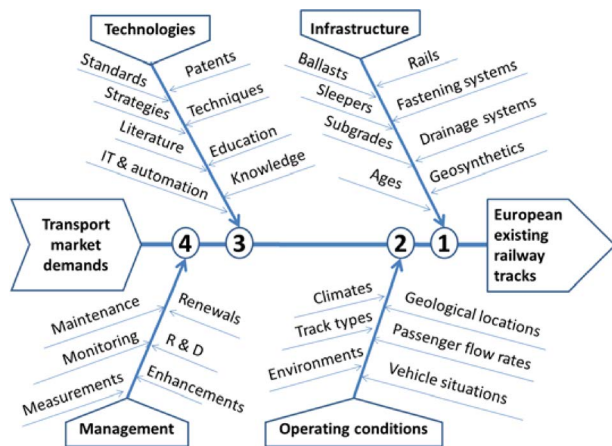 Technologies
Infrastructure
Standards
Patents
Strategies
Techniques
Literature
Education
IT & automation
Knowledge
Ballasts
Rails
Sleepers
Fastening systems
Subgrades
Drainage systems
Ages
Geosynthetics
Transport
market
demands
4
3
2
1
European
existing
railway
tracks
Maintenance
Renewals
Monitoring
R & D
Measurements
Enhancements
Climates
Geological locations
Track types
Passenger flow rates
Environments
Vehicle situations
Management
Operating conditions